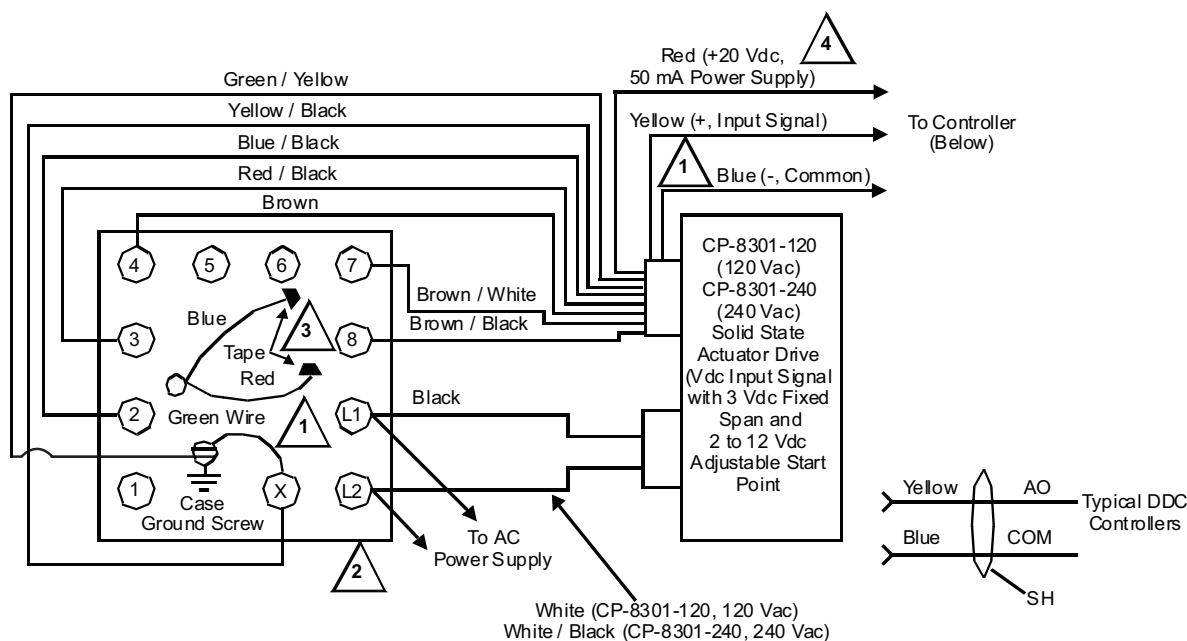 Red (+20 Vdc,
50 mA Power Supply)
4
Green / Yellow
Yellow / Black
Yellow (+, Input Signal)
To Controller
(Below)
Blue / Black
1
Red / Black
Blue (-, Common)
Brown
4
5
6
7
Brown / White
Blue
3
Brown / Black
3
Tape
8
Red
2
Green Wire
1
L1
Black
1
Case
Ground Screw
X
L2
To AC
Power Supply
2
CP-8301-120
(120 Vac)
CP-8301-240
(240 Vac)
Solid State
Actuator Drive
(Vdc Input Signal
with 3 Vdc Fixed
Span and
2 to 12 Vdc
Adjustable Start
Point
White (CP-8301-120, 120 Vac)
White / Black (CP-8301-240, 240 Vac)
Yellow
AO
Typical DDC
Controllers
Blue
COM
SH